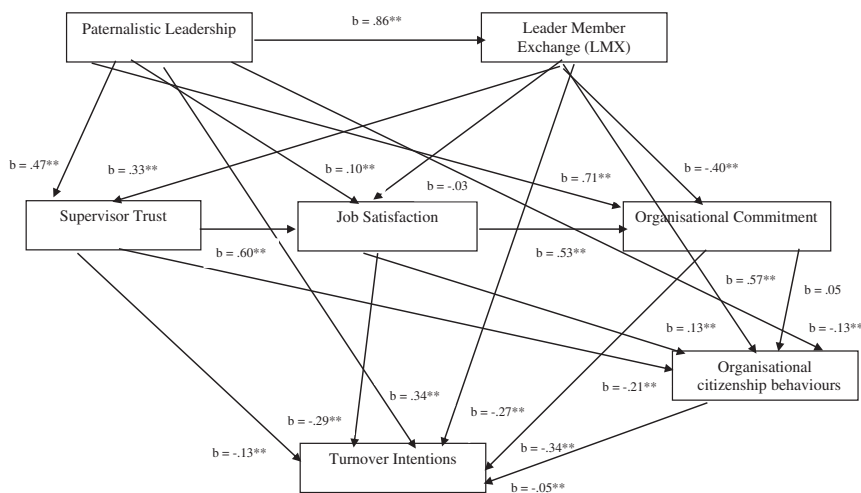 b = .86**
Paternalistic Leadership
Leader Member
Exchange (LMX)
b = .47**
b = .33**
b = .10**
b = -.03
b = .71**
b = -.40**
Supervisor Trust
Job Satisfaction
Organisational Commitment
b = .60**
b = .53**
b = .57**
b = .05
b = .13**
b = -.13**
Organisational
citizenship behaviours
b = -.21**
b = .34**
b = -.27**
b = -.29**
b = -.13**
b = -.34**
Turnover Intentions
b = -.05**